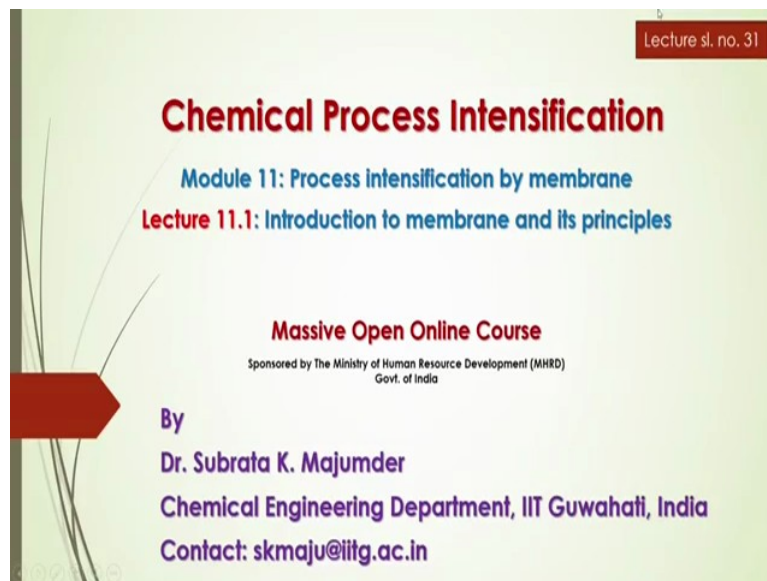 Lecture sl. no. 31
Chemical Process Intensification
Module 11: Process intensification by membrane
Lecture 11.1: Introduction to membrane and its principles
Massive Open Online Course
Sponsored by The Ministry of Human Resource Development (MHRD)
Govt. of India
By
Dr. Subrata K. Majumder
Chemical Engineering Department, IIT Guwahati, India
Contact: skmaju@iitg.ac.in